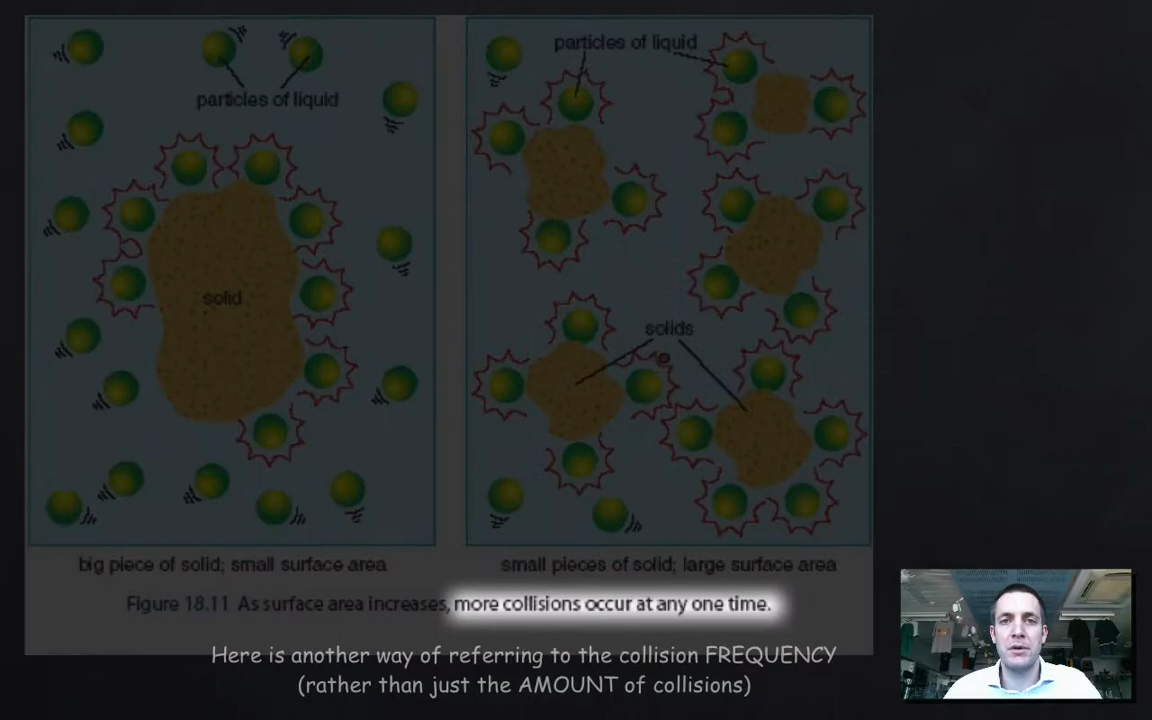 particles of liquid
particles of liquid
solid
solids
big piece of solid; small surface area
small pieces of solid; large surface area
Figure 18.11 As surface area increases, more collisions occur at any one time.
Here is another way of referring to the collision FREQUENCY
(rather than just the AMOUNT of collisions)